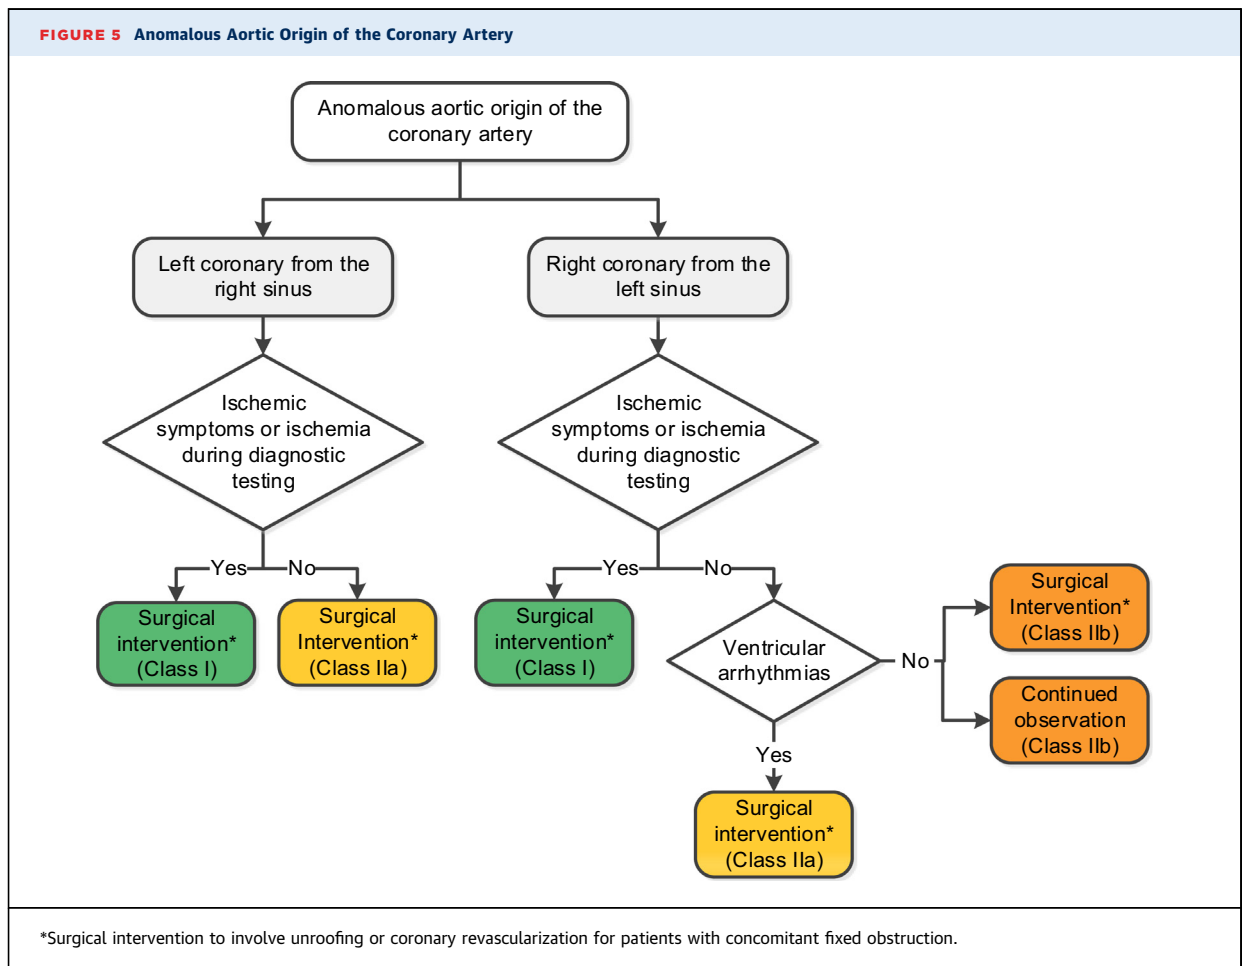 FIGURE 5 Anomalous Aortic Origin of the Coronary Artery
Anomalous aortic origin of the
coronary artery
Left coronary from the
right sinus
Right coronary from the
left sinus
Ischemic
symptoms or ischemia
during diagnostic
testing
Ischemic
symptoms or ischemia
during diagnostic
testing
Yes
No
Yes
No
Surgical
intervention*
(Class I)
Surgical
Intervention*
(Class IIa)
Surgical
intervention*
(Class I)
Ventricular
arrhythmias
No
Surgical
Intervention*
(Class IIb)
Continued
observation
(Class IIb)
Yes
Surgical
intervention*
(Class IIa)
*Surgical intervention to involve unroofing or coronary revascularization for patients with concomitant fixed obstruction.